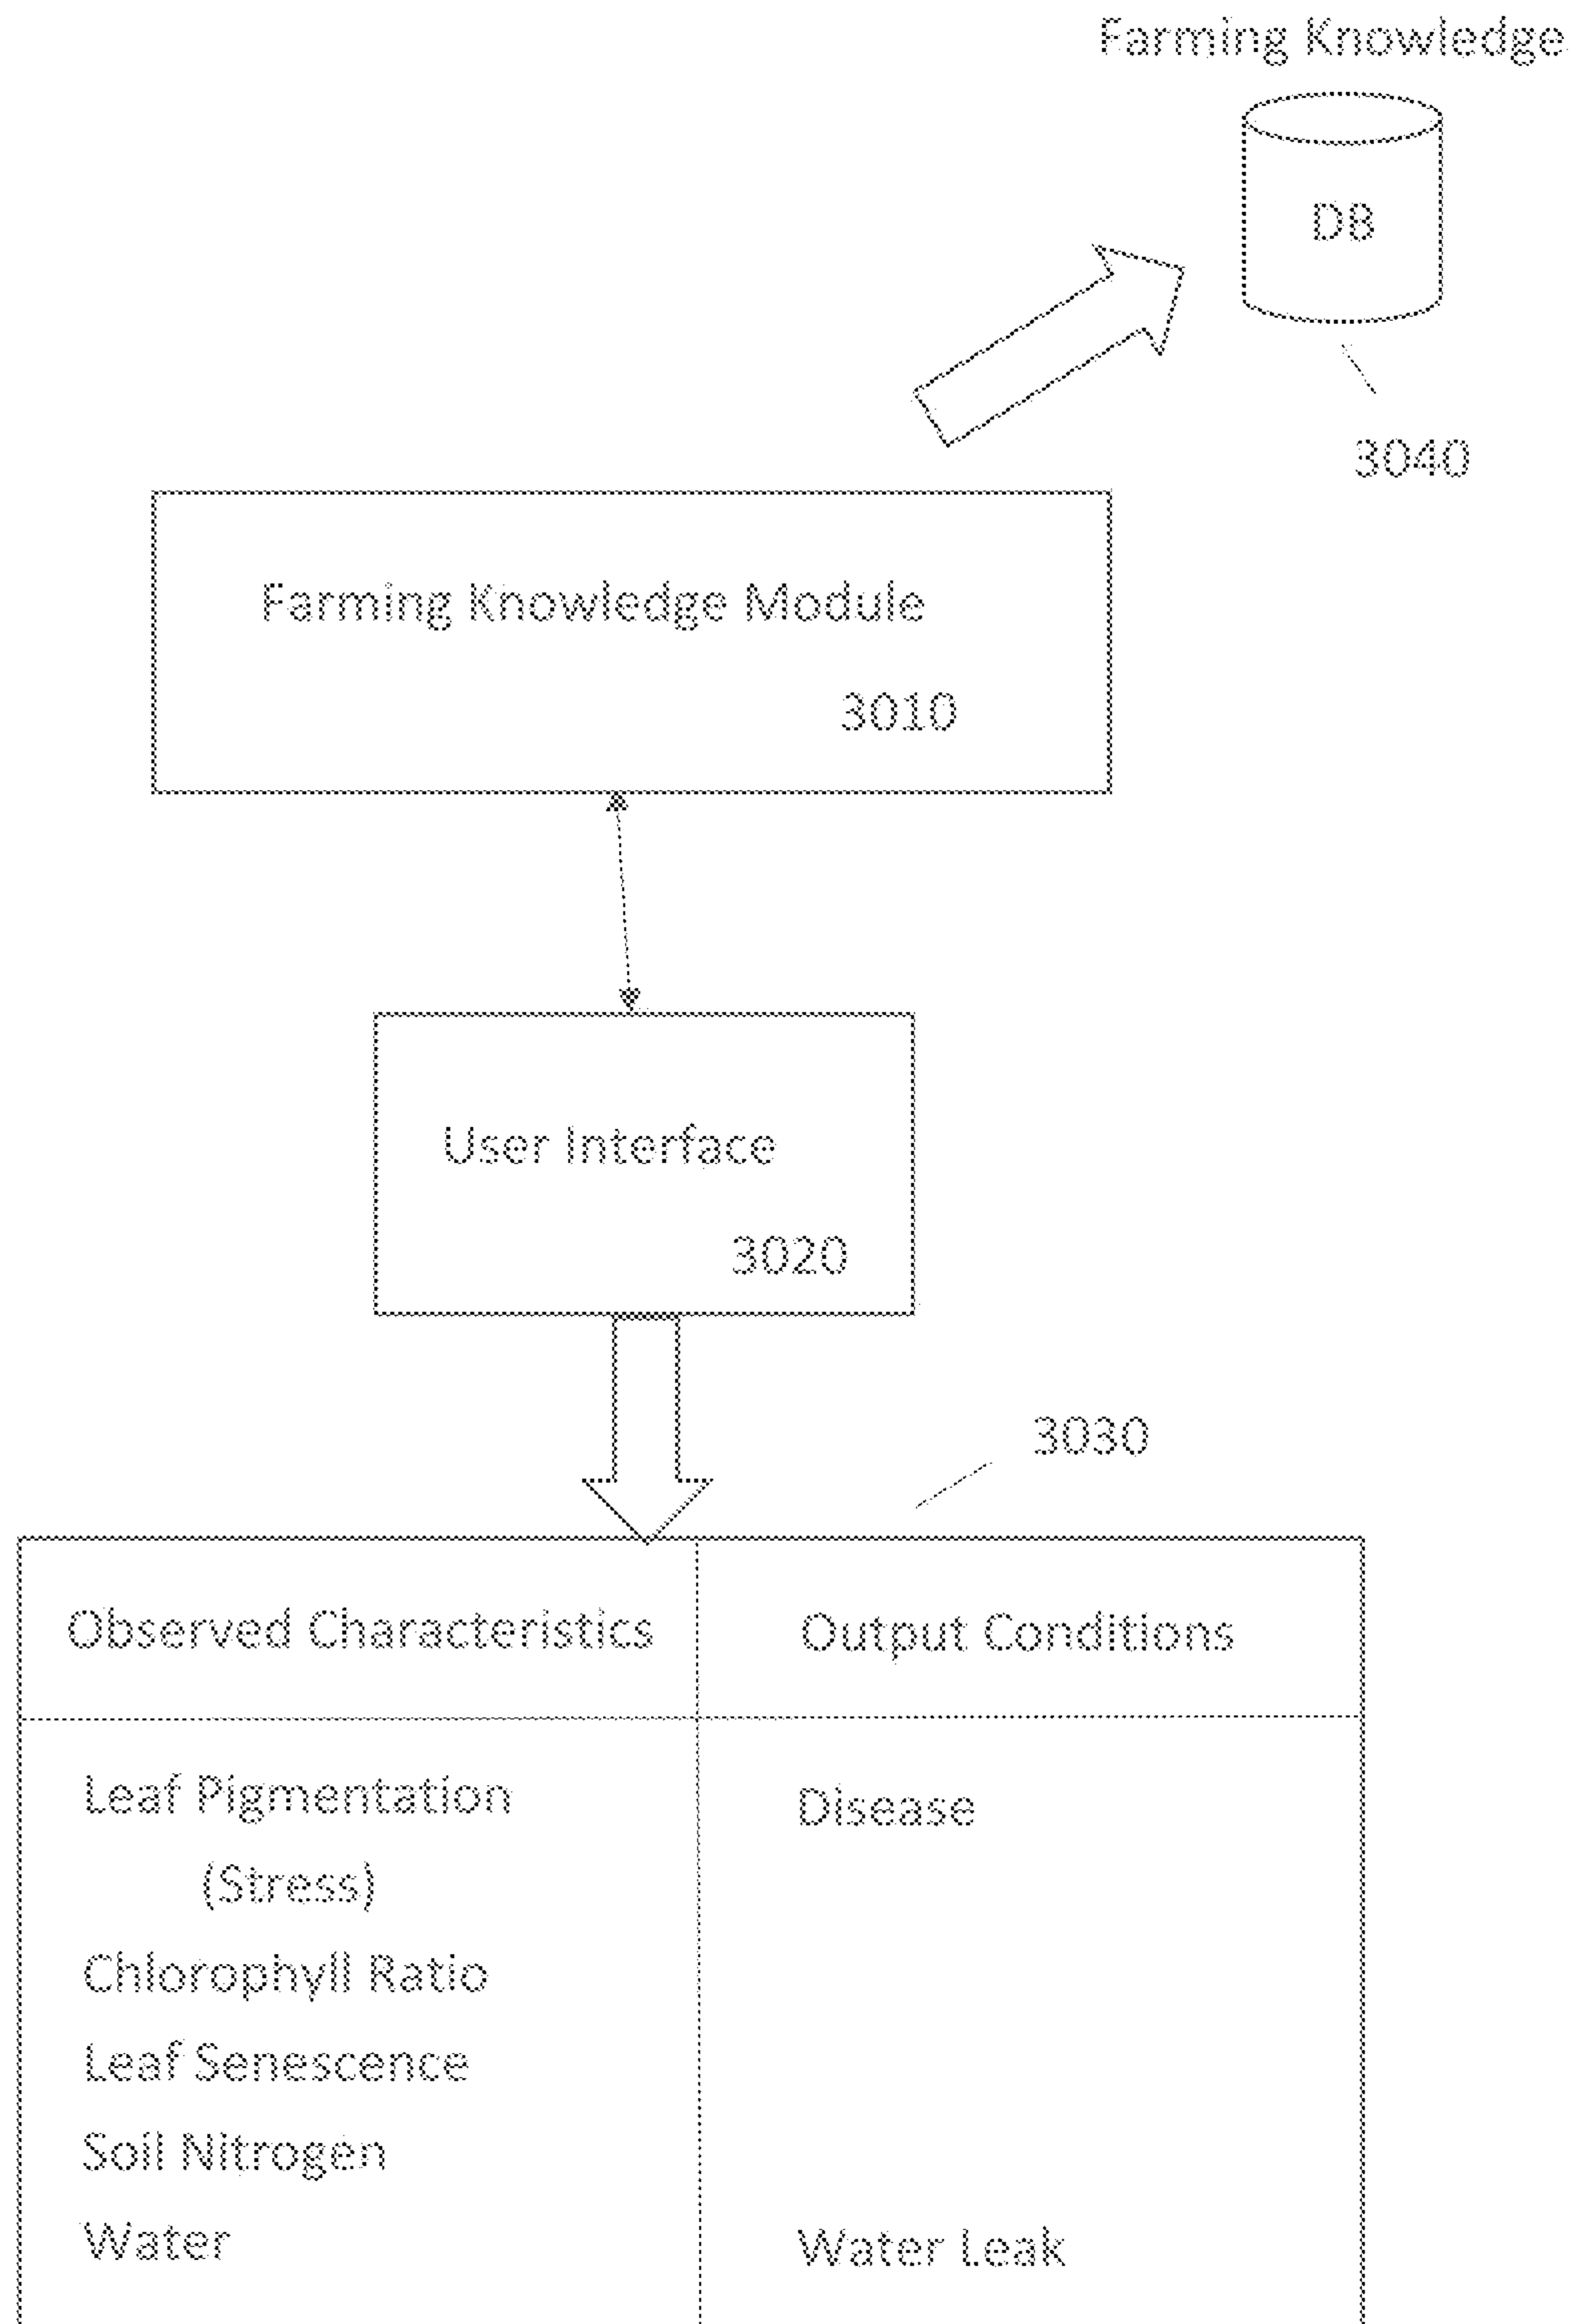 Farming Knowledge
DB
3040
Farming Knowledge Module
3010
User Interface
3020
3030
Observed Characteristics
Output Conditions
Leaf Pigmentation
(Stress)
Chlorophyll Ratio
Leaf Senescence
Soil Nitrogen
Water
Disease
Water Leak